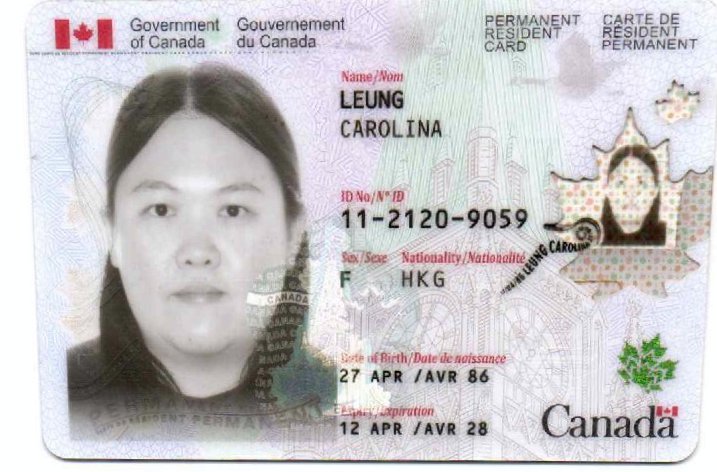 Government of Canada
Gouvernement du Canada
PERMANENT RESIDENT CARD
CARTE DE RÉSIDENT PERMANENT
Name/Nom
LEUNG
CAROLINA
ID No/Nº ID
11-2120-9059
Sex/Sexe Nationality/Nationalité
F HKG
LEUNG CAROLINA
CANADA
Date of Birth/Date de naissance
27 APR /AVR 86
Expiry/Expiration
12 APR /AVR 28
Canada